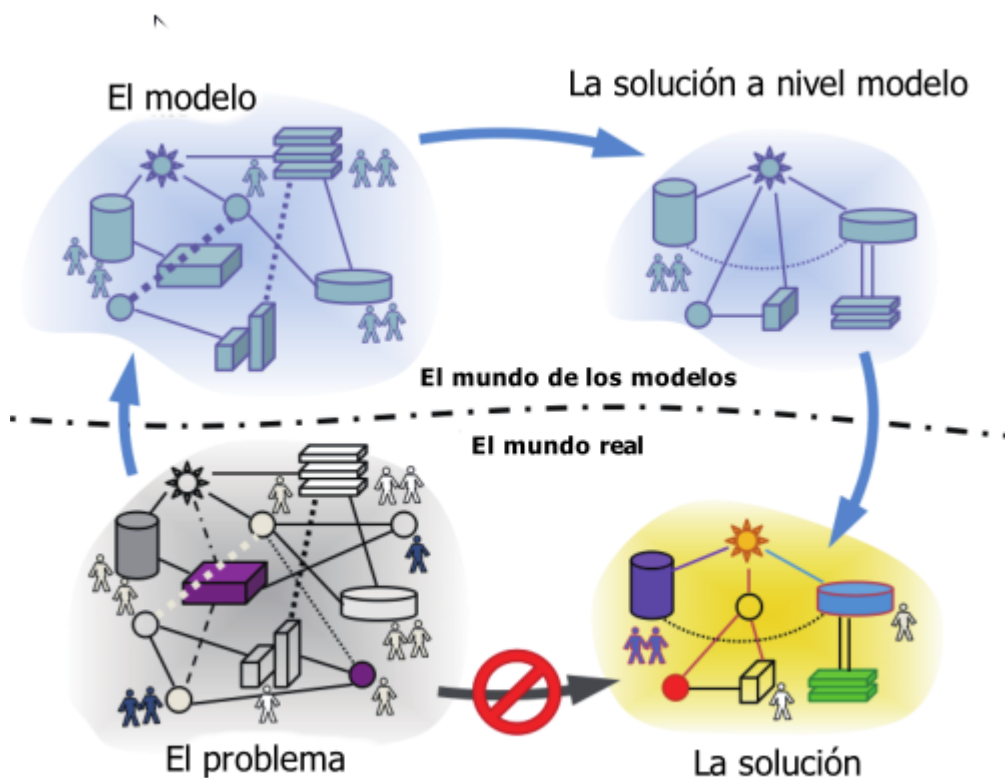 El modelo
La solución a nivel modelo
El mundo de los modelos
El mundo real
El problema
La solución